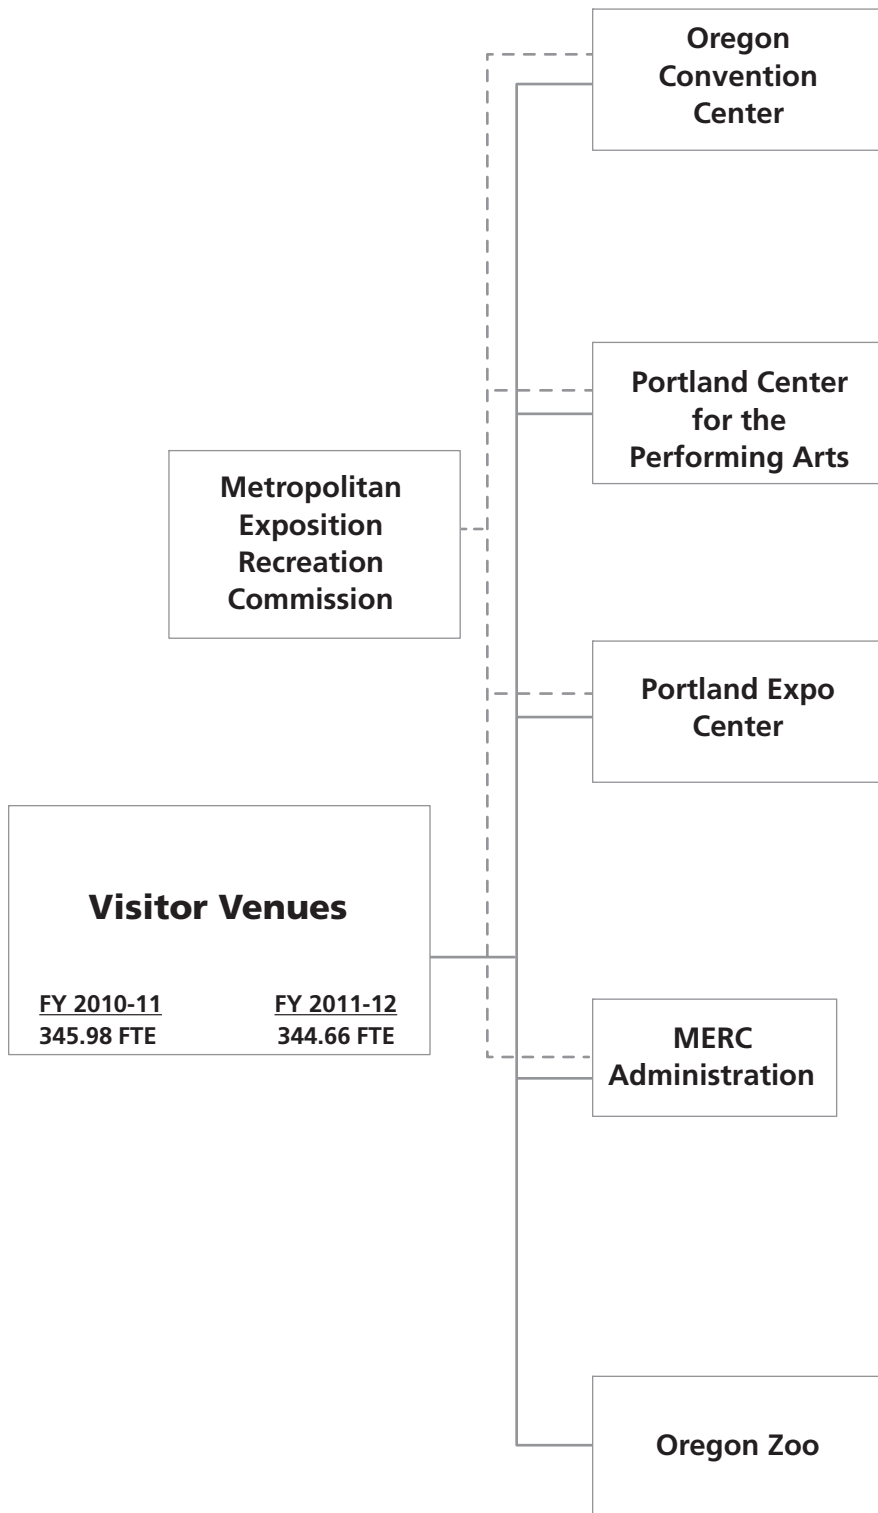 Oregon
Convention
Center
Portland Center
for the
Performing Arts
Metropolitan
Exposition
Recreation
Commission
Portland Expo
Center
Visitor Venues
FY 2010-11 FY 2011-12
345.98 FTE 344.66 FTE
MERC
Administration
Oregon Zoo